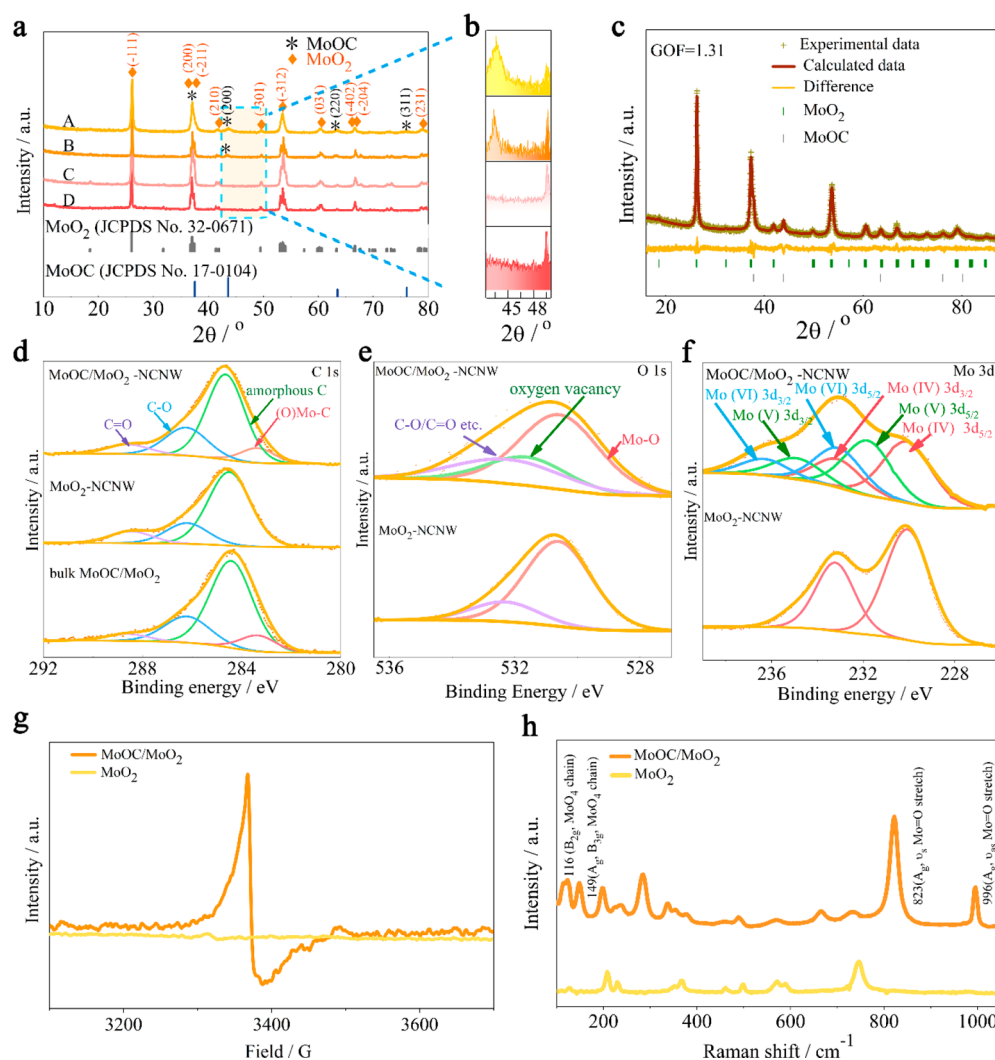 a
* MoOC
◆ MoO2
(-111)
(200)
(-211)
(210)
(200)
(301)
(-312)
(031)
(220)
(-402)
(-204)
(311)
(231)
A
B
C
D
MoO2 (JCPDS No. 32-0671)
MoOC (JCPDS No. 17-0104)
Intensity / a.u.
10 20 30 40 50 60 70 80
2θ / °
b
45 48
2θ / °
c
GOF=1.31
Experimental data
Calculated data
Difference
MoO2
MoOC
Intensity / a.u.
20 40 60 80
2θ / °
d
C 1s
MoOC/MoO2 -NCNW
amorphous C
C-O
(O)Mo-C
C=O
MoO2-NCNW
bulk MoOC/MoO2
Intensity / a.u.
292 288 284 280
Binding energy / eV
e
O 1s
MoOC/MoO2 -NCNW
oxygen vacancy
C-O/C=O etc.
Mo-O
MoO2-NCNW
Intensity / a.u.
536 532 528
Binding Energy / eV
f
Mo 3d
MoOC/MoO2 -NCNW
Mo (VI) 3d5/2
Mo (VI) 3d3/2
Mo (IV) 3d3/2
Mo (V) 3d3/2
Mo (V) 3d5/2
Mo (IV) 3d5/2
MoO2-NCNW
Intensity / a.u.
236 232 228
Binding energy / eV
g
MoOC/MoO2
MoO2
Intensity / a.u.
3200 3400 3600
Field / G
h
MoOC/MoO2
MoO2
116 (B2g, MoO4 chain)
149(Ag, B3g, MoO4 chain)
823(Ag, υs Mo=O stretch)
996(Ag, υas Mo=O stretch)
Intensity / a.u.
200 400 600 800 1000
Raman shift / cm-1